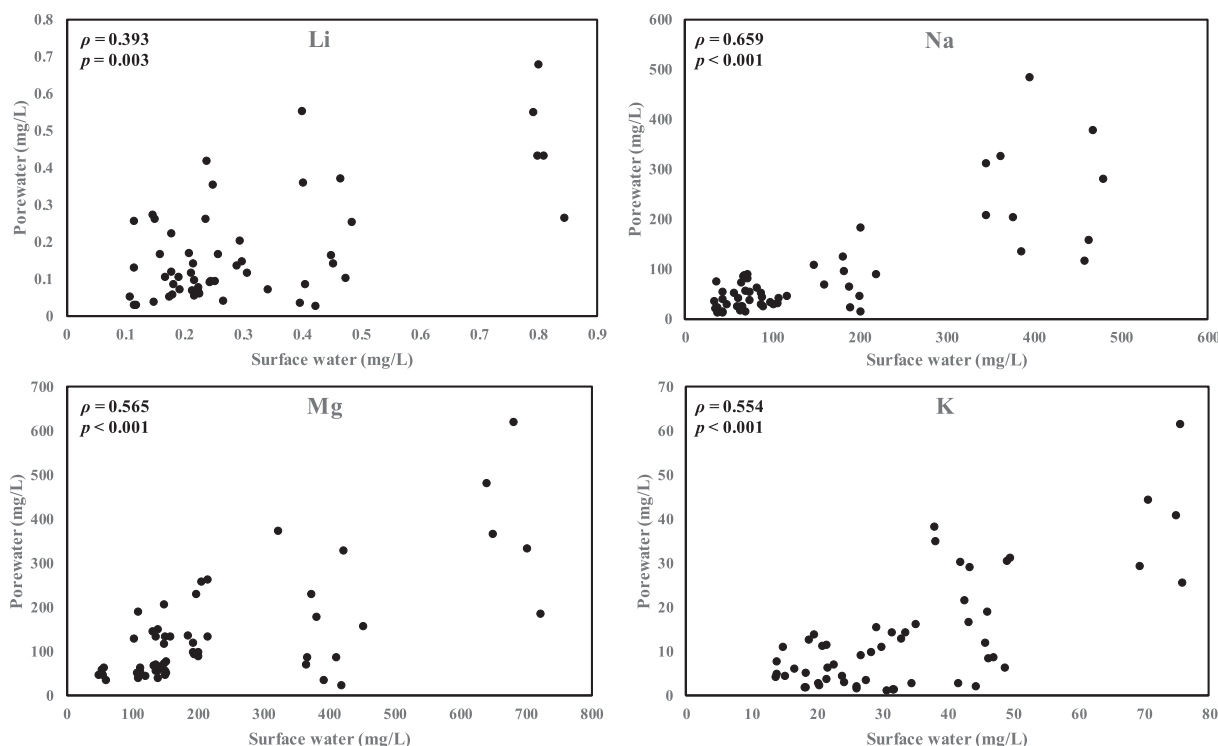 ρ = 0.393
p = 0.003
Li
Porewater (mg/L)
0.8
0.7
0.6
0.5
0.4
0.3
0.2
0.1
0
0 0.1 0.2 0.3 0.4 0.5 0.6 0.7 0.8 0.9
Surface water (mg/L)
ρ = 0.659
p < 0.001
Na
Porewater (mg/L)
600
500
400
300
200
100
0
0 100 200 300 400 500 600
Surface water (mg/L)
ρ = 0.565
p < 0.001
Mg
Porewater (mg/L)
700
600
500
400
300
200
100
0
0 100 200 300 400 500 600 700 800
Surface water (mg/L)
ρ = 0.554
p < 0.001
K
Porewater (mg/L)
70
60
50
40
30
20
10
0
0 10 20 30 40 50 60 70 80
Surface water (mg/L)